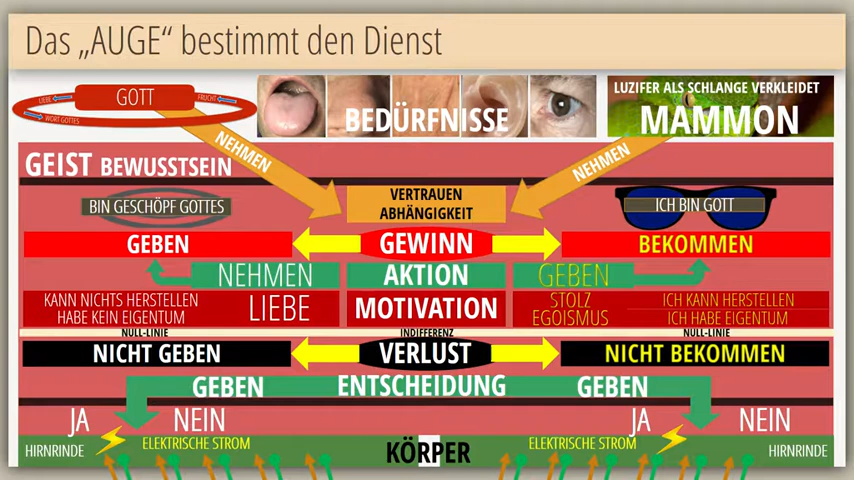 Das „AUGE“ bestimmt den Dienst
LIEBE
GOTT
FRUCHT
WORT GOTTES
BEDÜRFNISSE
LUZIFER ALS SCHLANGE VERKLEIDET
MAMMON
NEHMEN
NEHMEN
GEIST BEWUSSTSEIN
BIN GESCHÖPF GOTTES
VERTRAUEN
ABHÄNGIGKEIT
ICH BIN GOTT
GEBEN
GEWINN
BEKOMMEN
NEHMEN
AKTION
GEBEN
KANN NICHTS HERSTELLEN
HABE KEIN EIGENTUM
LIEBE
MOTIVATION
STOLZ
EGOISMUS
ICH KANN HERSTELLEN
ICH HABE EIGENTUM
NULL-LINIE
INDIFFERENZ
NULL-LINIE
NICHT GEBEN
VERLUST
NICHT BEKOMMEN
GEBEN
ENTSCHEIDUNG
GEBEN
JA
NEIN
JA
NEIN
HIRNRINDE
ELEKTRISCHE STROM
KÖRPER
ELEKTRISCHE STROM
HIRNRINDE